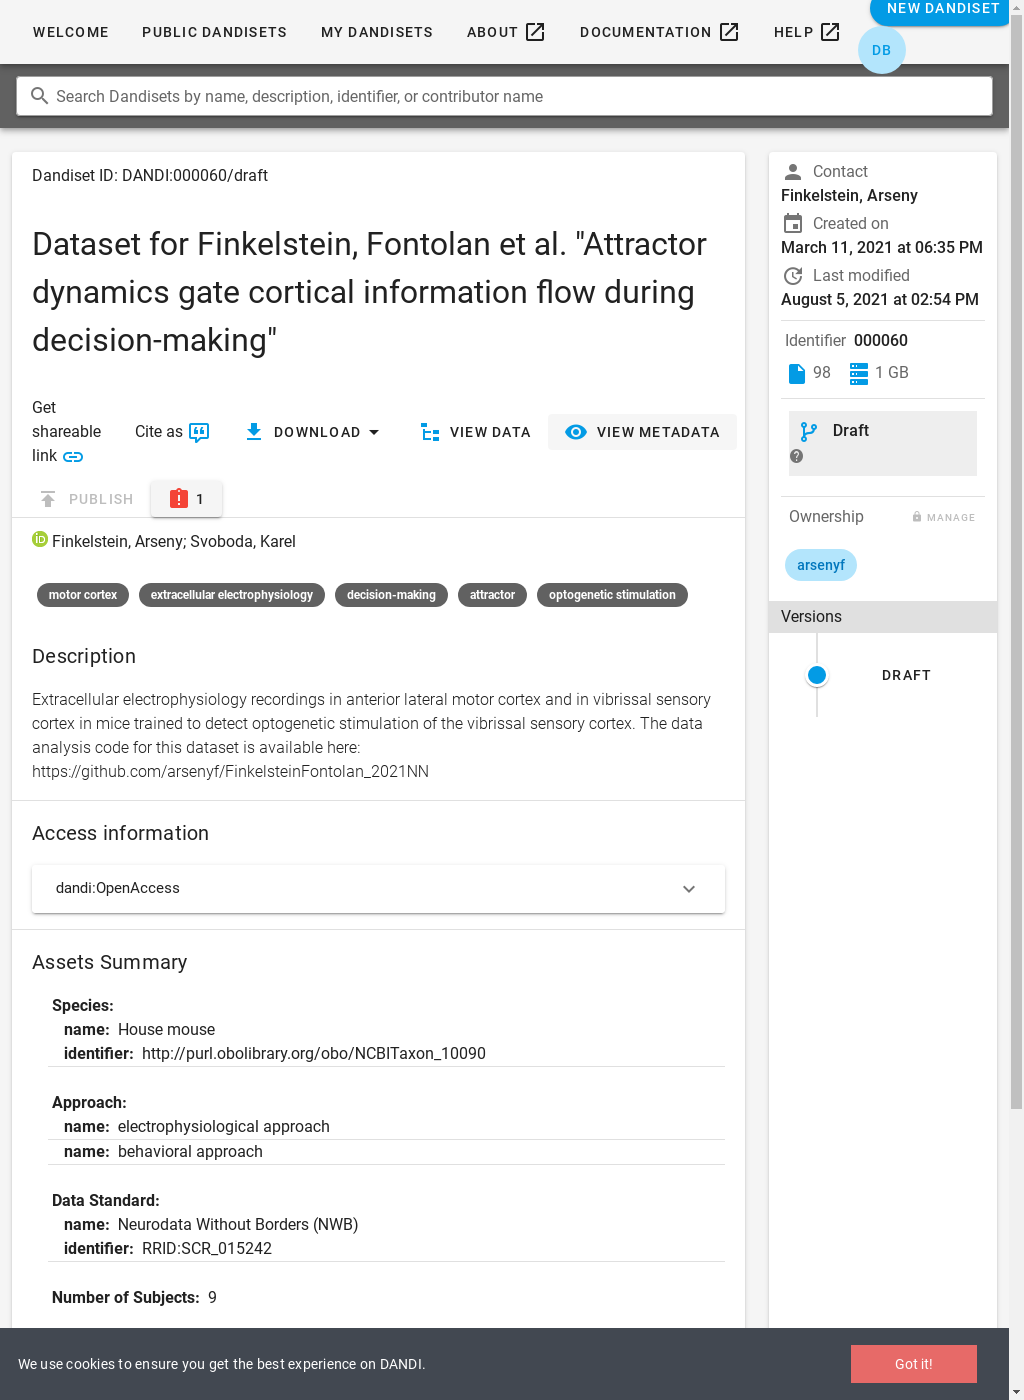 NEW DANDISET
WELCOME PUBLIC DANDISETS MY DANDISETS ABOUT DOCUMENTATION HELP
DB
Search Dandisets by name, description, identifier, or contributor name
Dandiset ID: DANDI:000060/draft
Dataset for Finkelstein, Fontolan et al. "Attractor
dynamics gate cortical information flow during
decision-making"
Get
shareable
link
Cite as
DOWNLOAD
VIEW DATA
VIEW METADATA
PUBLISH
1
iD Finkelstein, Arseny; Svoboda, Karel
motor cortex extracellular electrophysiology decision-making attractor optogenetic stimulation
Description
Extracellular electrophysiology recordings in anterior lateral motor cortex and in vibrissal sensory
cortex in mice trained to detect optogenetic stimulation of the vibrissal sensory cortex. The data
analysis code for this dataset is available here:
https://github.com/arsenyf/FinkelsteinFontolan_2021NN
Access information
dandi:OpenAccess
Assets Summary
Species:
name: House mouse
identifier: http://purl.obolibrary.org/obo/NCBITaxon_10090
Approach:
name: electrophysiological approach
name: behavioral approach
Data Standard:
name: Neurodata Without Borders (NWB)
identifier: RRID:SCR_015242
Number of Subjects: 9
Contact
Finkelstein, Arseny
Created on
March 11, 2021 at 06:35 PM
Last modified
August 5, 2021 at 02:54 PM
Identifier 000060
98 1 GB
Draft
?
Ownership MANAGE
arsenyf
Versions
DRAFT
We use cookies to ensure you get the best experience on DANDI.
Got it!